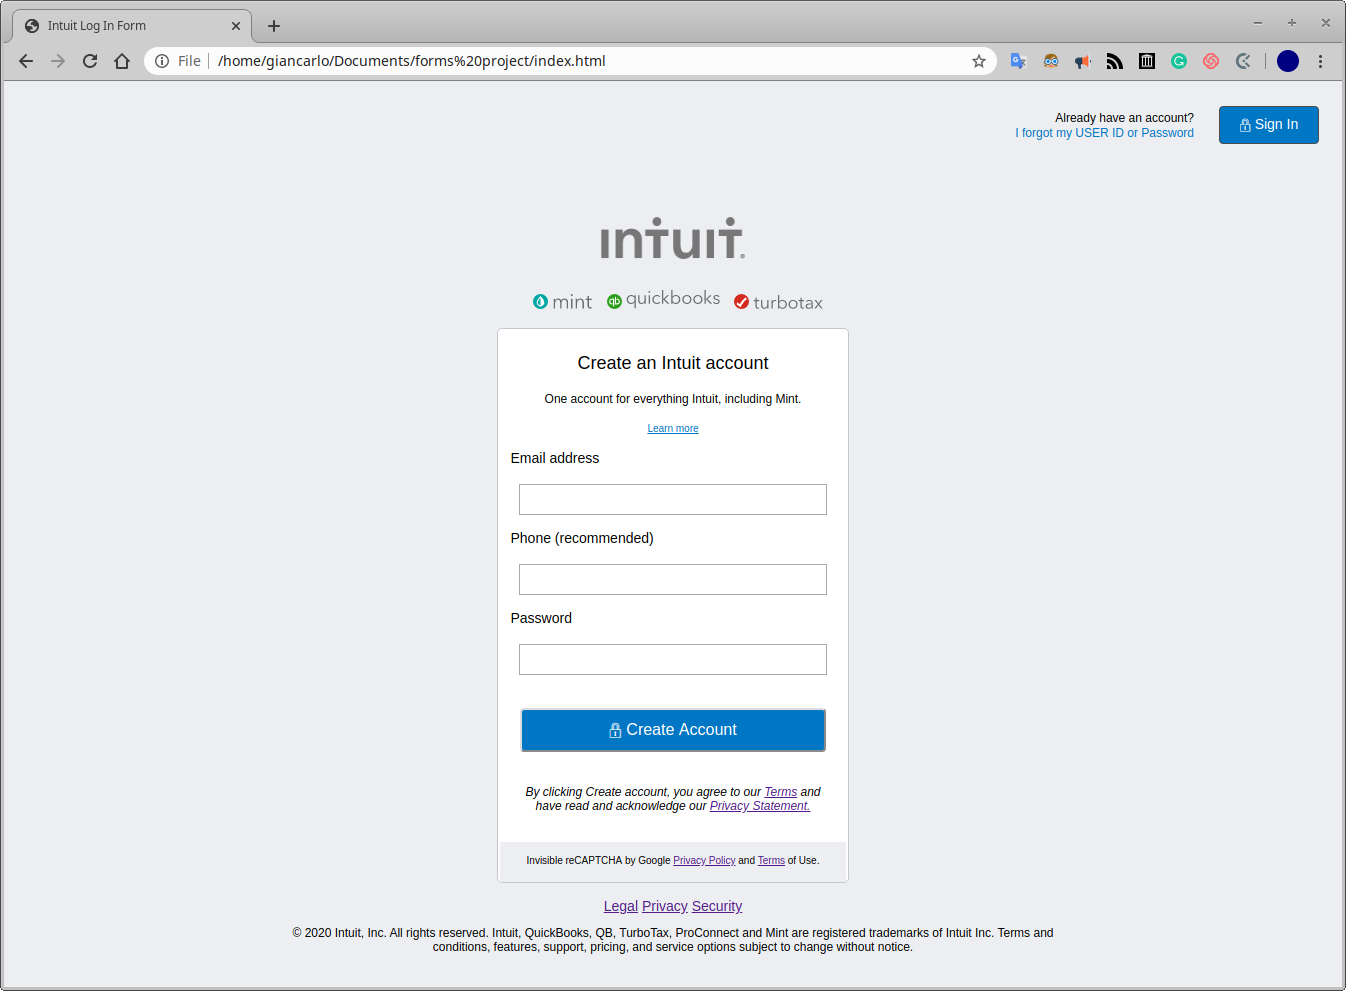 Intuit Log In Form
File
/home/giancarlo/Documents/forms%20project/index.html
Already have an account?
I forgot my USER ID or Password
Sign In
intuit.
mint
qb quickbooks
turbotax
Create an Intuit account
One account for everything Intuit, including Mint.
Learn more
Email address
Phone (recommended)
Password
Create Account
By clicking Create account, you agree to our Terms and
have read and acknowledge our Privacy Statement.
Invisible reCAPTCHA by Google Privacy Policy and Terms of Use.
Legal Privacy Security
© 2020 Intuit, Inc. All rights reserved. Intuit, QuickBooks, QB, TurboTax, ProConnect and Mint are registered trademarks of Intuit Inc. Terms and
conditions, features, support, pricing, and service options subject to change without notice.